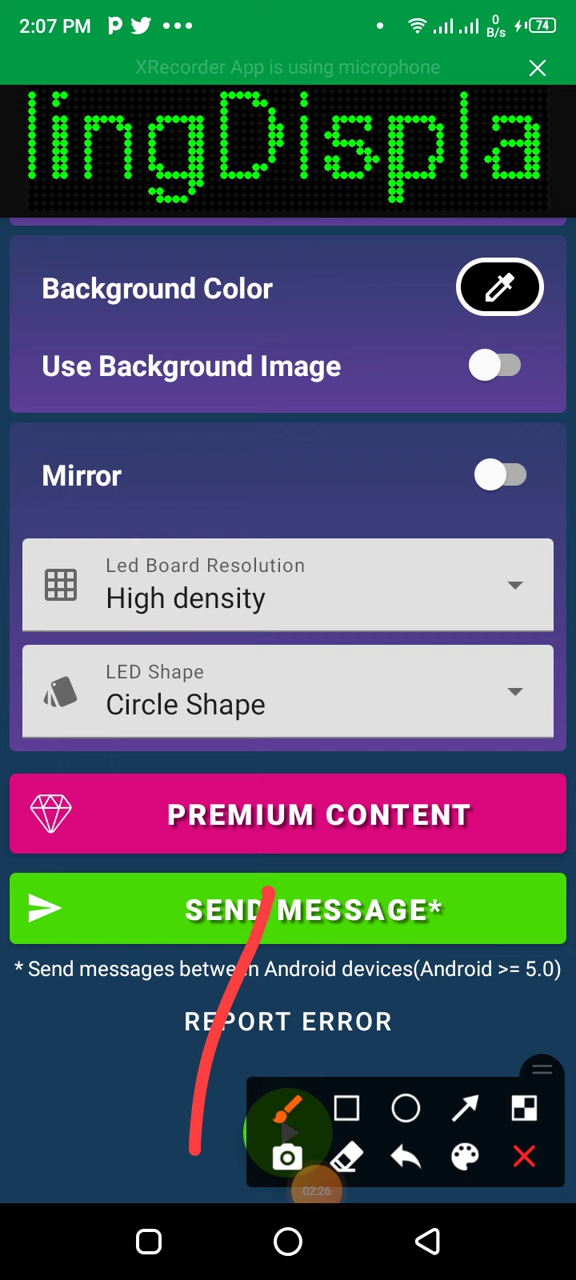 2:07 PM
0 B/s
74
XRecorder App is using microphone
lingDispla
Background Color
Use Background Image
Mirror
Led Board Resolution
High density
LED Shape
Circle Shape
PREMIUM CONTENT
SEND MESSAGE*
* Send messages between Android devices(Android >= 5.0)
REPORT ERROR
02:26